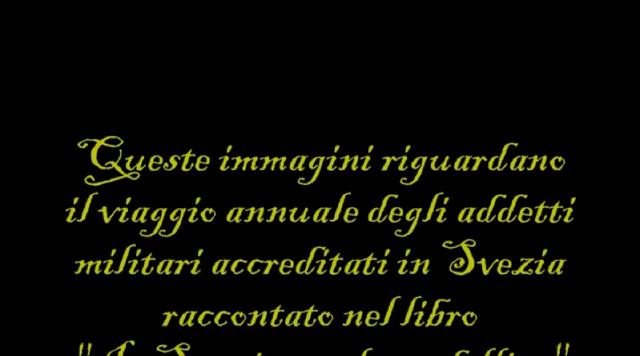 Queste immagini riguardano
il viaggio annuale degli addetti
militari accreditati in Svezia
raccontato nel libro